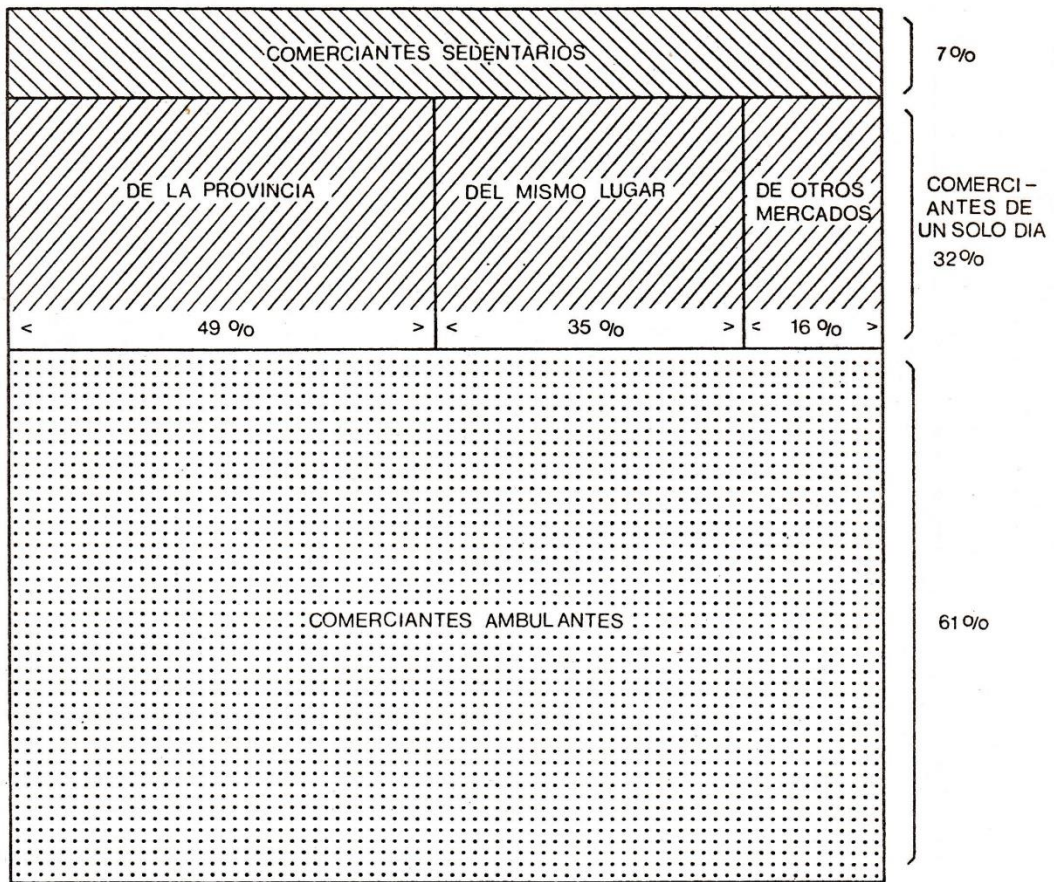 COMERCIANTES SEDENTARIOS
7%
DE LA PROVINCIA
DEL MISMO LUGAR
DE OTROS
MERCADOS
COMERCI-
ANTES DE
UN SOLO DIA
32%
< 49 % >
< 35 % >
< 16 % >
COMERCIANTES AMBULANTES
61%